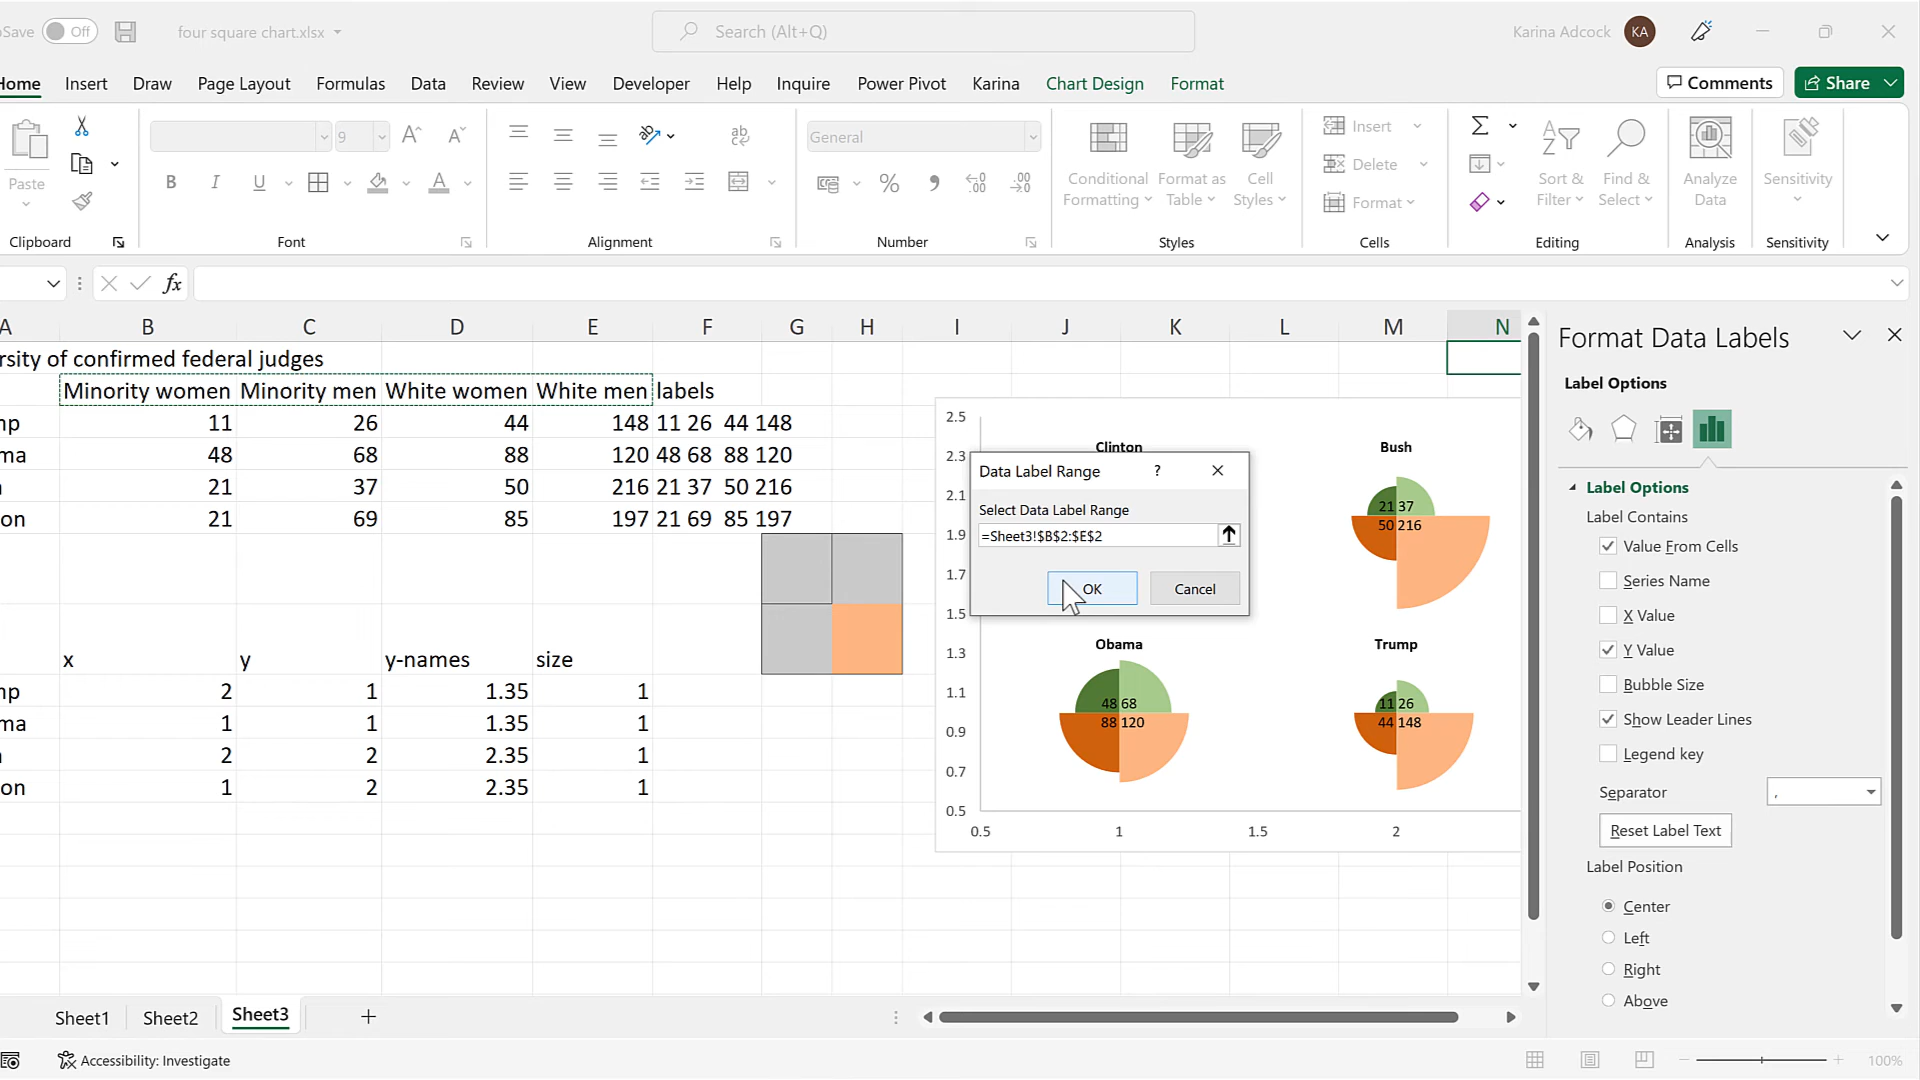 Save Off four square chart.xlsx Search (Alt+Q) Karina Adcock KA
Home Insert Draw Page Layout Formulas Data Review View Developer Help Inquire Power Pivot Karina Chart Design Format Comments Share
9 General Insert
Paste Conditional Formatting Format as Table Cell Styles Delete Sort & Filter Find & Select Analyze Data Sensitivity
Format
Clipboard Font Alignment Number Styles Cells Editing Analysis Sensitivity
fx
A B C D E F G H I J K L M N
rsity of confirmed federal judges
Minority women Minority men White women White men labels
mp 11 26 44 148 11 26 44 148
ma 48 68 88 120 48 68 88 120
21 37 50 216 21 37 50 216
on 21 69 85 197 21 69 85 197
x y y-names size
mp 2 1 1.35 1
ma 1 1 1.35 1
2 2 2.35 1
on 1 2 2.35 1
2.5
2.3
2.1
1.9
1.7
1.5
1.3
1.1
0.9
0.7
0.5
0.5 1 1.5 2
Clinton Bush
21 37
50 216
Obama Trump
48 68
88 120
11 26
44 148
Data Label Range ?
Select Data Label Range
=Sheet3!$B$2:$E$2
OK Cancel
Format Data Labels
Label Options
Label Options
Label Contains
Value From Cells
Series Name
X Value
Y Value
Bubble Size
Show Leader Lines
Legend key
Separator ,
Reset Label Text
Label Position
Center
Left
Right
Above
Sheet1 Sheet2 Sheet3
Accessibility: Investigate 100%